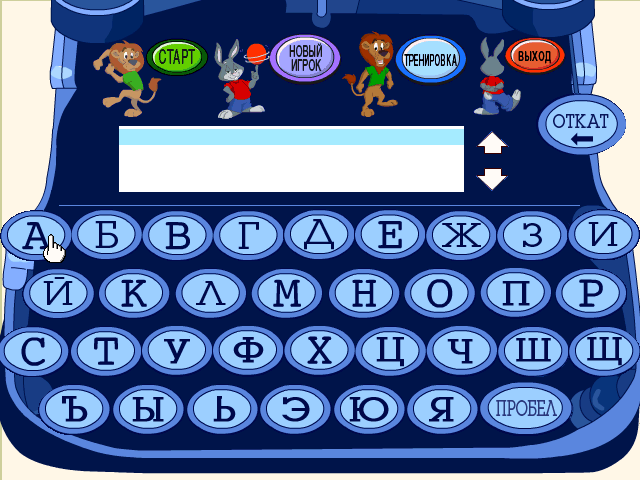 СТАРТ
НОВЫЙ
ИГРОК
ТРЕНИРОВКА
ВЫХОД
ОТКАТ
А Б В Г Д Е Ж З И
Й К Л М Н О П Р
С Т У Ф Х Ц Ч Ш Щ
Ъ Ы Ь Э Ю Я ПРОБЕЛ